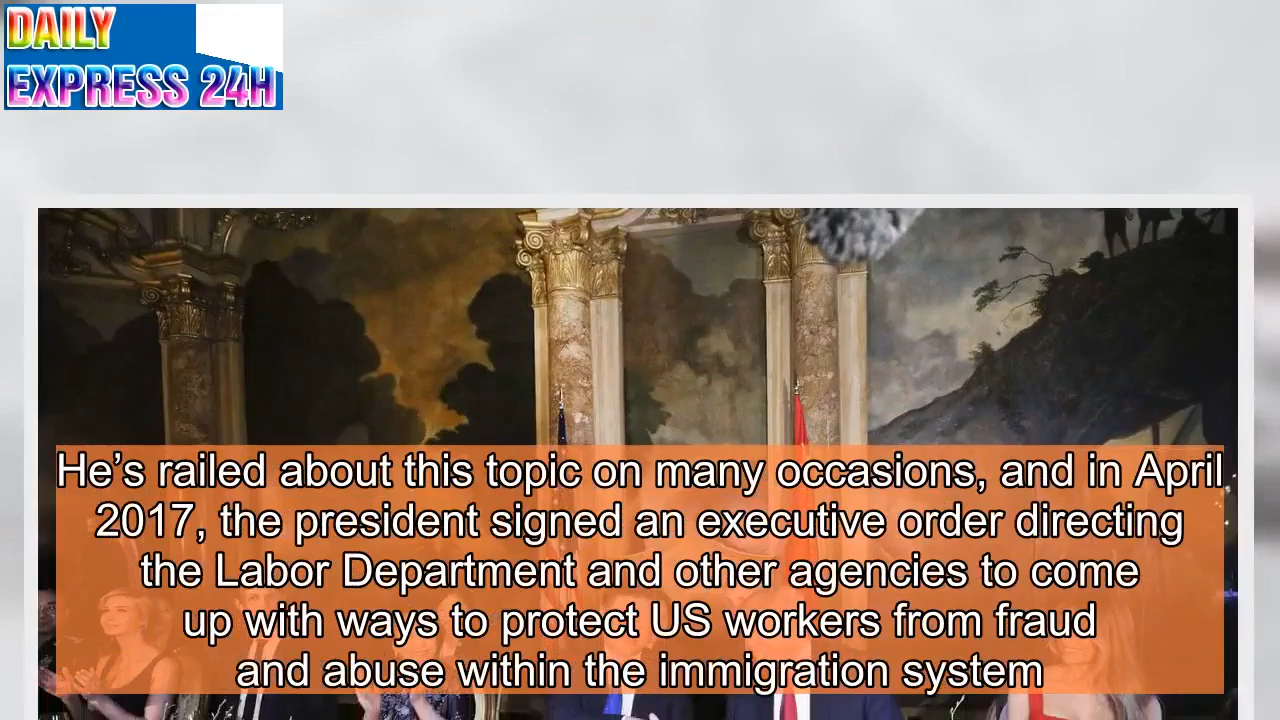 DAILY
EXPRESS 24H
He’s railed about this topic on many occasions, and in April
2017, the president signed an executive order directing
the Labor Department and other agencies to come
up with ways to protect US workers from fraud
and abuse within the immigration system